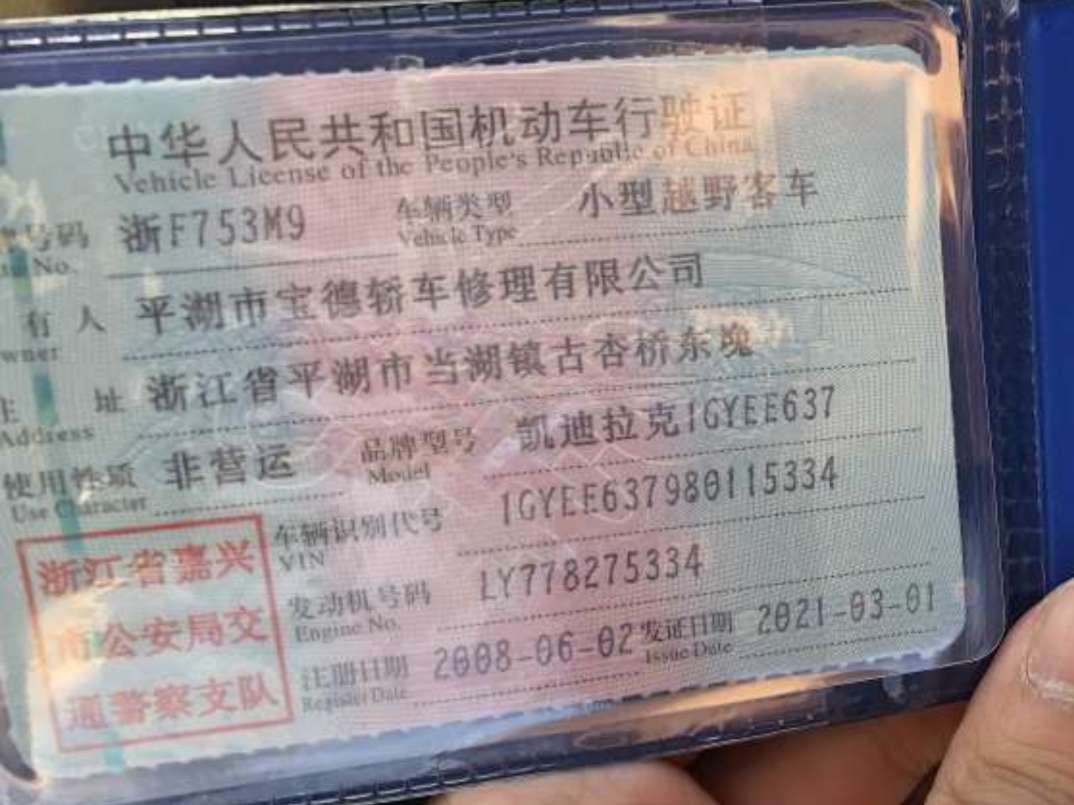 中华人民共和国机动车行驶证
Vehicle License of the People's Republic of China
号码 浙F753M9 车辆类型 小型越野客车
No. Vehicle Type
有人 平湖市宝德轿车修理有限公司
wner
址 浙江省平湖市当湖镇古杏桥东堍
Address
使用性质 非营运 品牌型号 凯迪拉克1GYEE637
Use Character Model
车辆识别代号 1GYEE637980115334
VIN
发动机号码 LY778275334
Engine No.
注册日期 2008-06-02 发证日期 2021-03-01
Register Date Issue Date
浙江省嘉兴
市公安局交
通警察支队